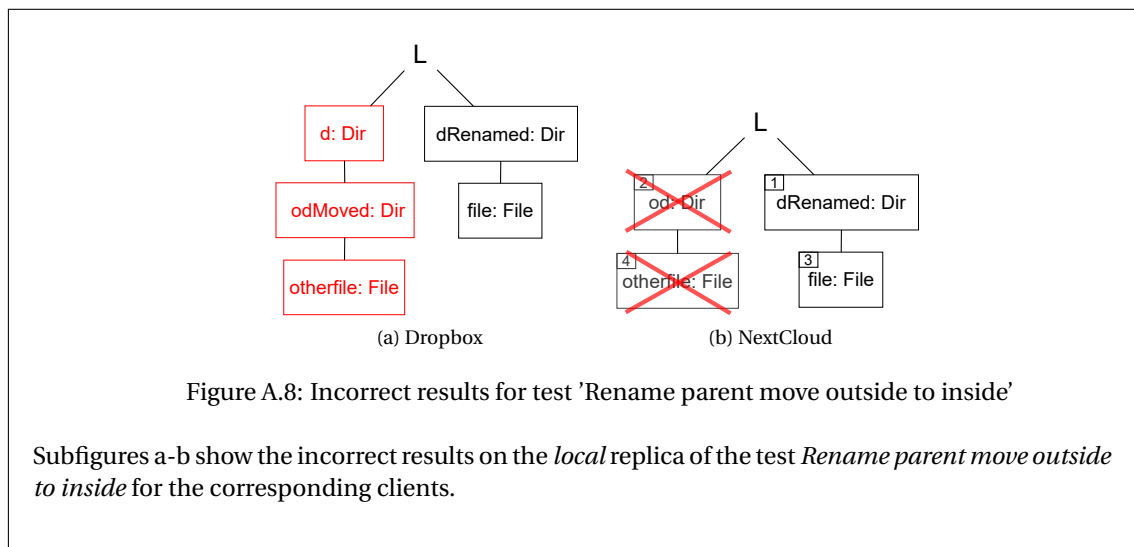 L
d: Dir
dRenamed: Dir
odMoved: Dir
file: File
otherfile: File
(a) Dropbox
L
2
od: Dir
1
dRenamed: Dir
4
otherfile: File
3
file: File
(b) NextCloud
Figure A.8: Incorrect results for test ’Rename parent move outside to inside’
Subfigures a-b show the incorrect results on the local replica of the test Rename parent move outside
to inside for the corresponding clients.